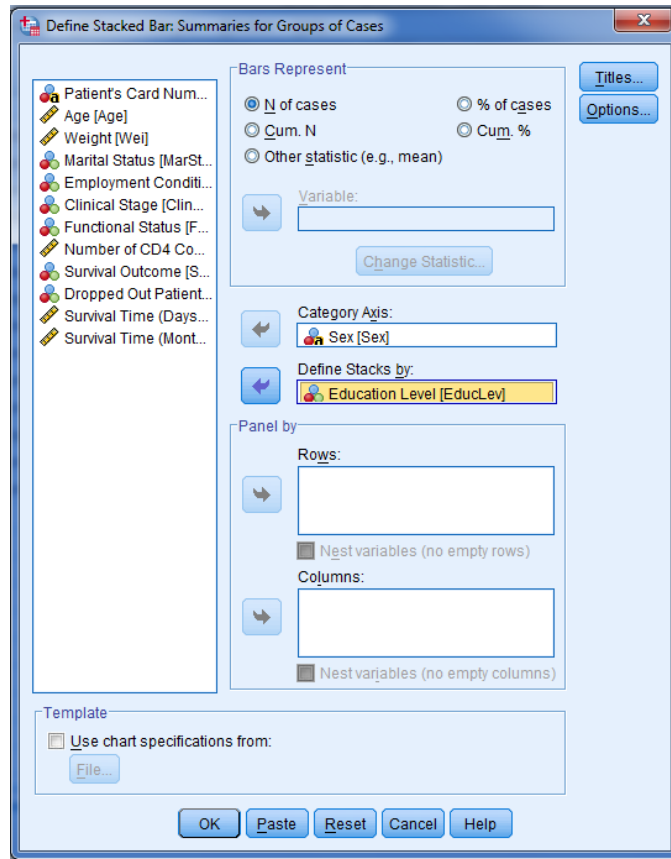 Define Stacked Bar: Summaries for Groups of Cases
Patient's Card Num...
Age [Age]
Weight [Wei]
Marital Status [MarSt...
Employment Conditi...
Clinical Stage [Clin...
Functional Status [F...
Number of CD4 Co...
Survival Outcome [S...
Dropped Out Patient...
Survival Time (Days...
Survival Time (Mont...
Bars Represent
N of cases
% of cases
Cum. N
Cum. %
Other statistic (e.g., mean)
Variable:
Change Statistic...
Category Axis:
Sex [Sex]
Define Stacks by:
Education Level [EducLev]
Panel by
Rows:
Nest variables (no empty rows)
Columns:
Nest variables (no empty columns)
Titles...
Options...
Template
Use chart specifications from:
File...
OK
Paste
Reset
Cancel
Help